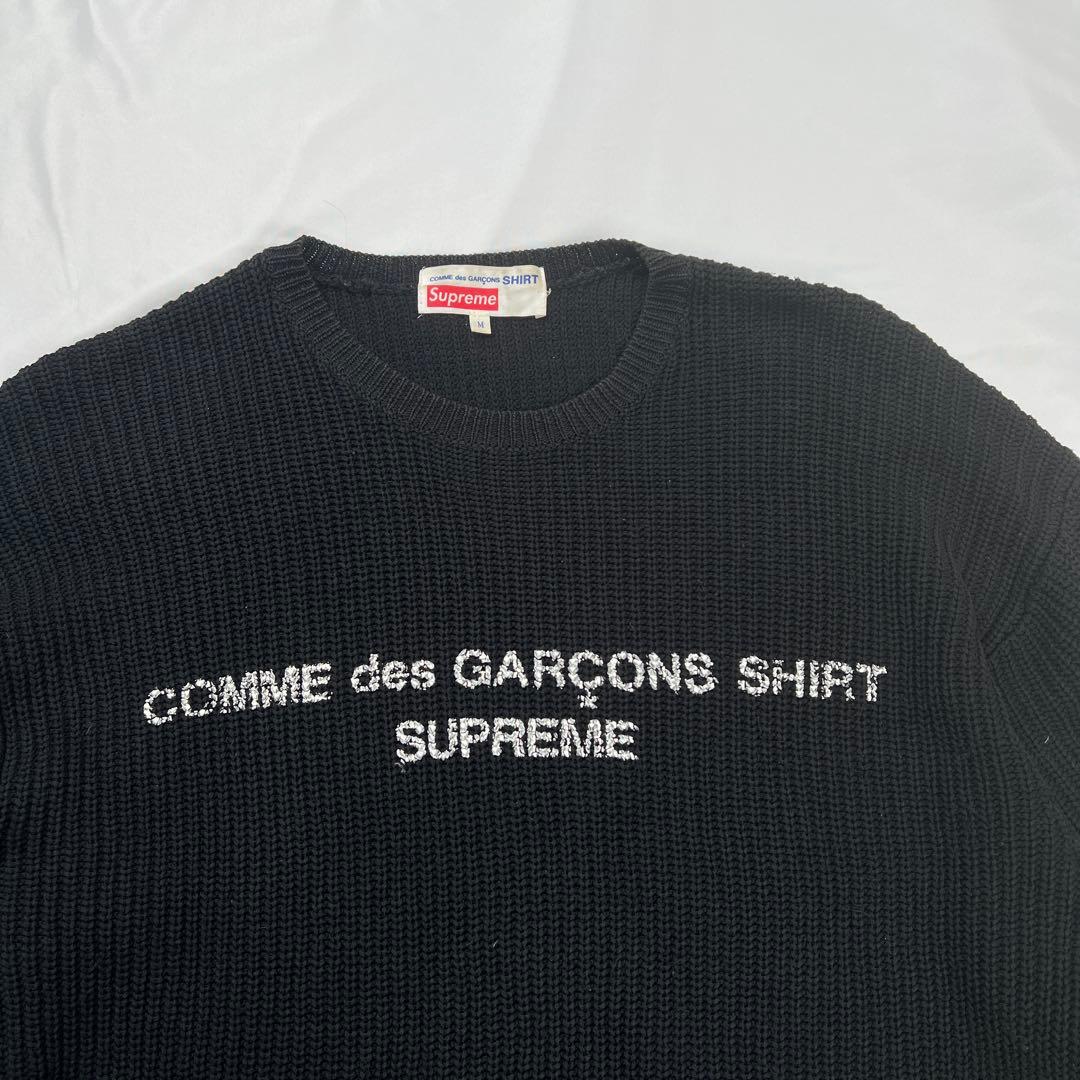 COMME des GARÇONS SHIRT
Supreme
M
COMME des GARÇONS SHIRT
SUPREME